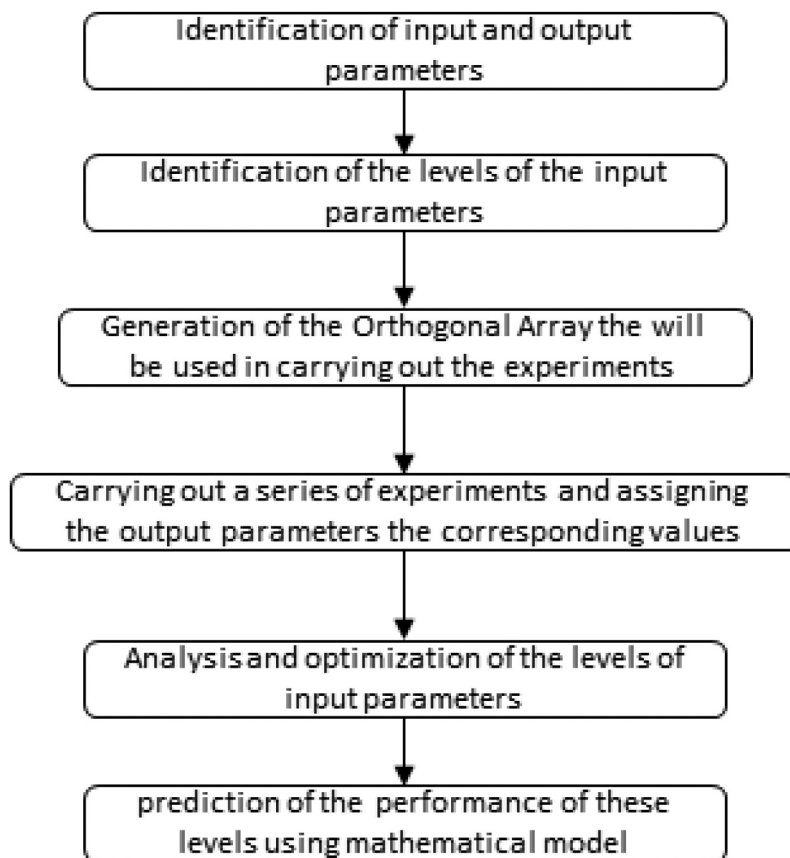 Identification of input and output
parameters
Identification of the levels of the input
parameters
Generation of the Orthogonal Array the will
be used in carrying out the experiments
Carrying out a series of experiments and assigning
the output parameters the corresponding values
Analysis and optimization of the levels of
input parameters
prediction of the performance of these
levels using mathematical model